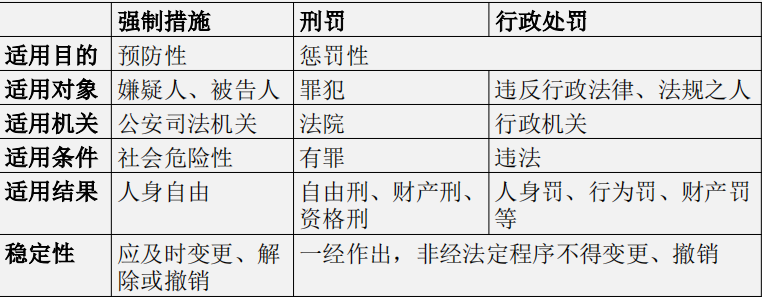 强制措施 刑罚 行政处罚
适用目的 预防性 惩罚性
适用对象 嫌疑人、被告人 罪犯 违反行政法律、法规之人
适用机关 公安司法机关 法院 行政机关
适用条件 社会危险性 有罪 违法
适用结果 人身自由 自由刑、财产刑、 人身罚、行为罚、财产罚
资格刑 等
稳定性 应及时变更、解 一经作出，非经法定程序不得变更、撤销
除或撤销